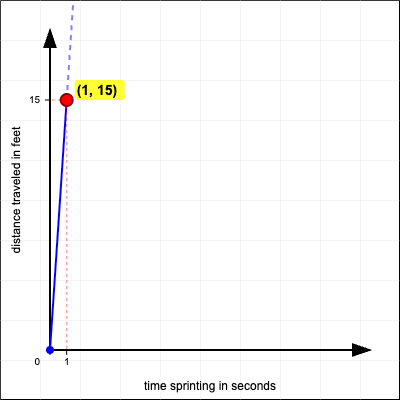 (1, 15)
15
distance traveled in feet
0
1
time sprinting in seconds